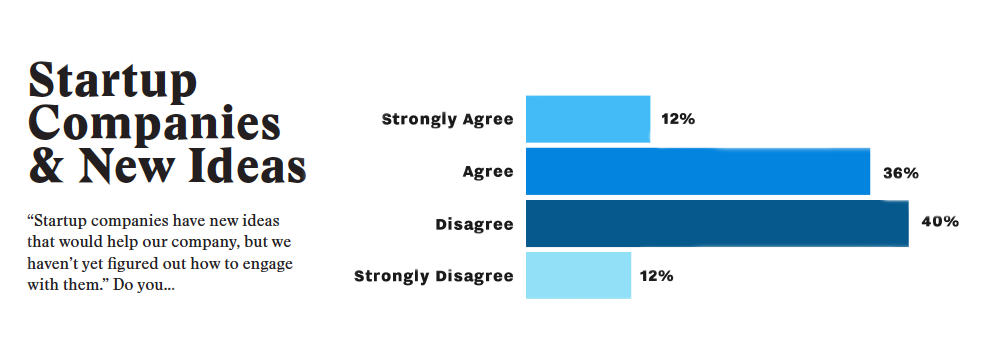 Startup
Companies
& New Ideas
“Startup companies have new ideas
that would help our company, but we
haven’t yet figured out how to engage
with them.” Do you...
Strongly Agree 12%
Agree 36%
Disagree 40%
Strongly Disagree 12%